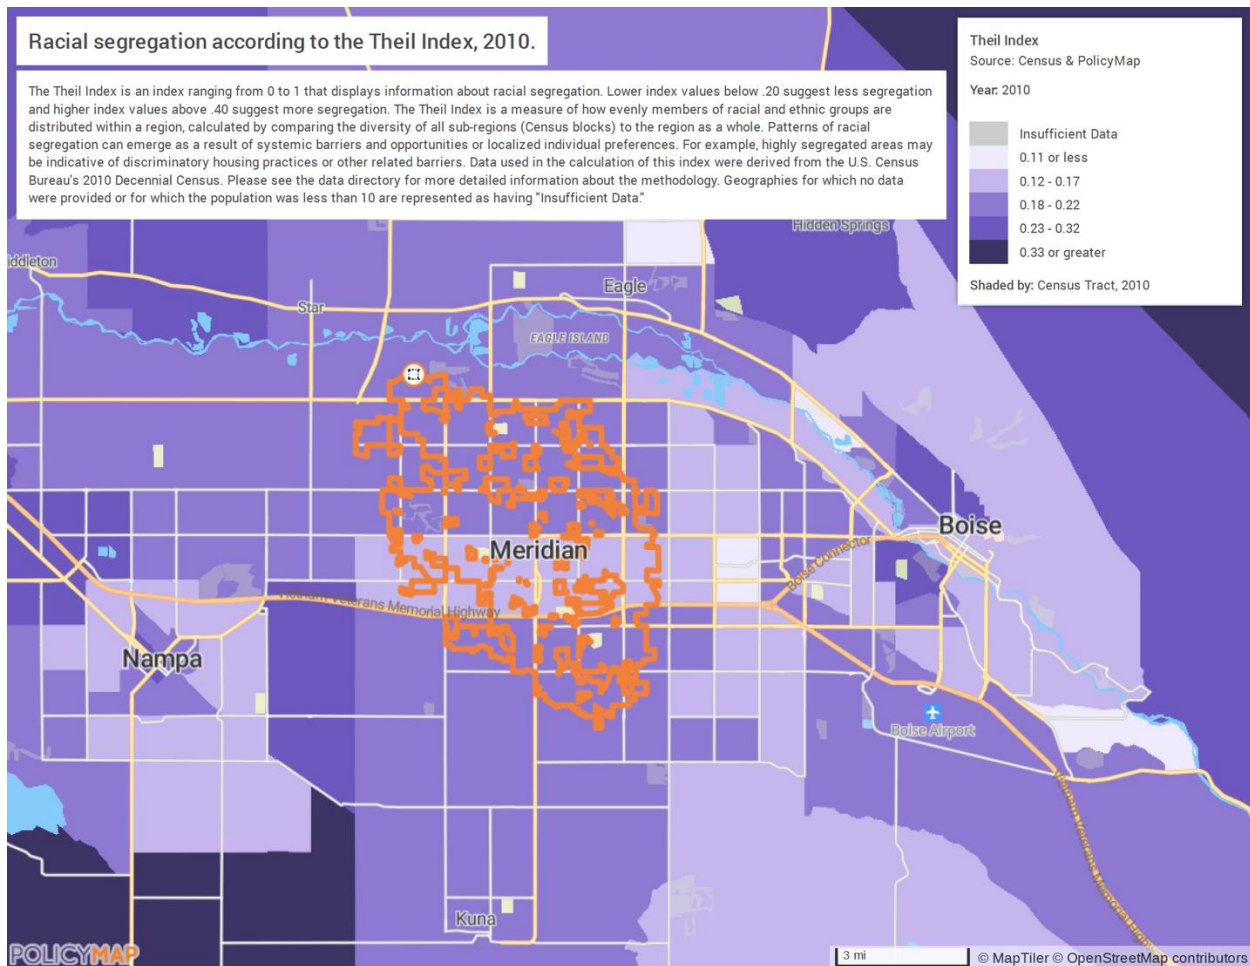 Racial segregation according to the Theil Index, 2010.
The Theil Index is an index ranging from 0 to 1 that displays information about racial segregation. Lower index values below .20 suggest less segregation
and higher index values above .40 suggest more segregation. The Theil Index is a measure of how evenly members of racial and ethnic groups are
distributed within a region, calculated by comparing the diversity of all sub-regions (Census blocks) to the region as a whole. Patterns of racial
segregation can emerge as a result of systemic barriers and opportunities or localized individual preferences. For example, highly segregated areas may
be indicative of discriminatory housing practices or other related barriers. Data used in the calculation of this index were derived from the U.S. Census
Bureau's 2010 Decennial Census. Please see the data directory for more detailed information about the methodology. Geographies for which no data
were provided or for which the population was less than 10 are represented as having "Insufficient Data."
Theil Index
Source: Census & PolicyMap
Year: 2010
Insufficient Data
0.11 or less
0.12 - 0.17
0.18 - 0.22
0.23 - 0.32
0.33 or greater
Shaded by: Census Tract, 2010
Hidden Springs
iddleton
Eagle
Star
EAGLE ISLAND
Boise
Meridian
Boise Connector
Veterans Memorial Highway
Nampa
Boise Airport
Veterans Memorial
Kuna
POLICYMAP
3 mi
© MapTiler © OpenStreetMap contributors